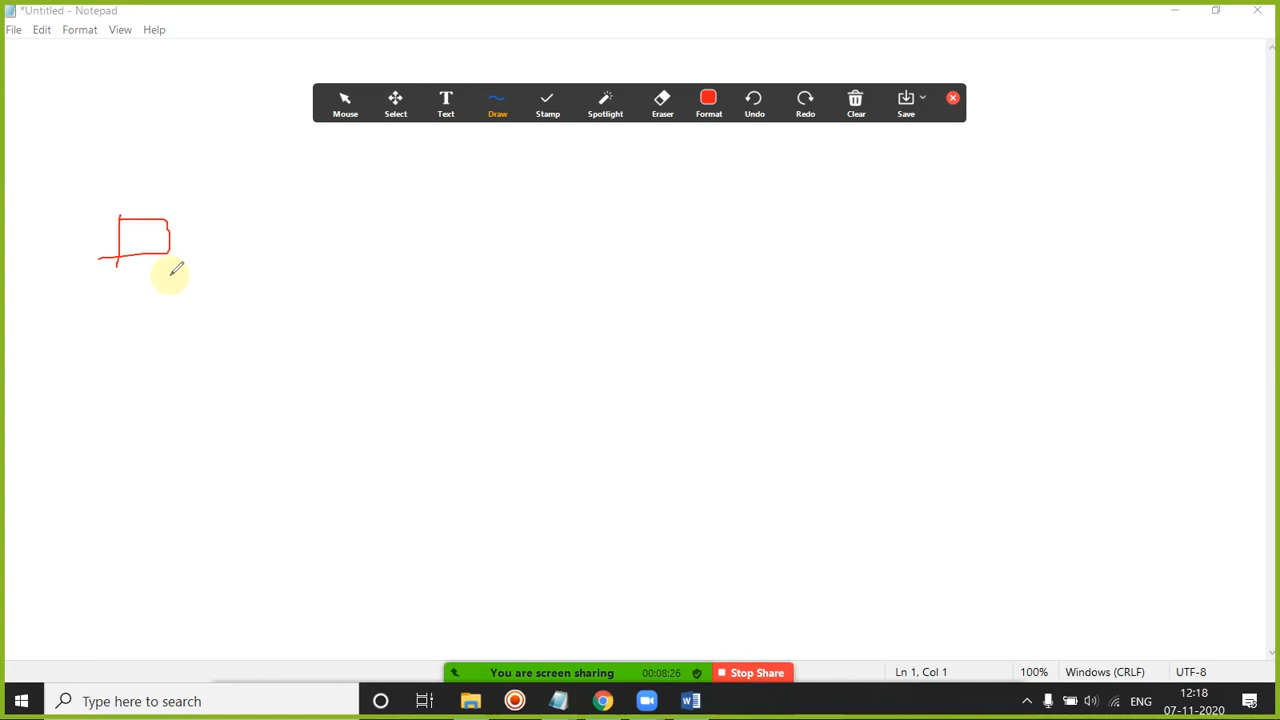 *Untitled - Notepad
File Edit Format View Help
Mouse Select Text Draw Stamp Spotlight Eraser Format Undo Redo Clear Save
You are screen sharing 00:08:26 Stop Share
Ln 1, Col 1 100% Windows (CRLF) UTF-8
Type here to search
ENG
12:18
07-11-2020